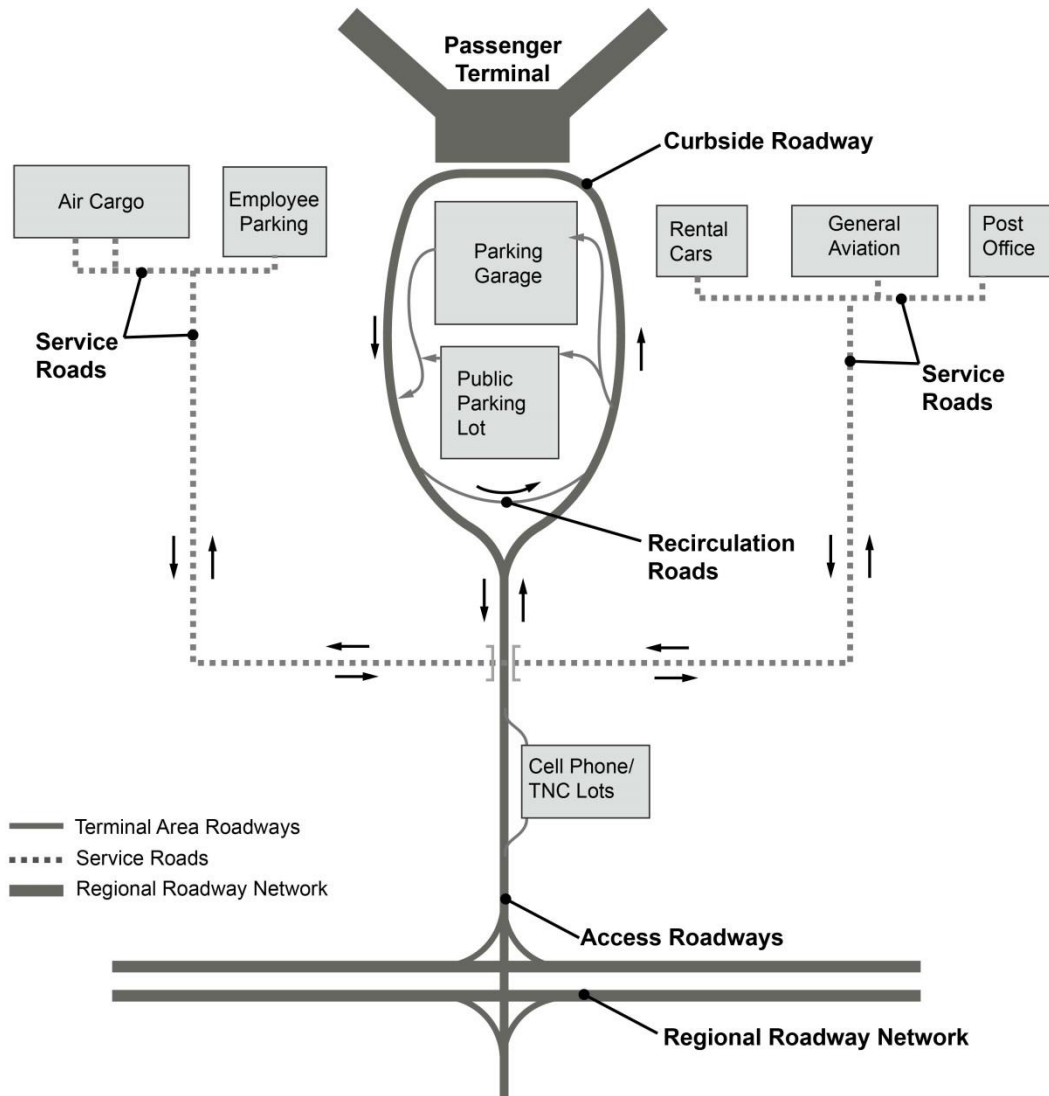 Passenger
Terminal
Curbside Roadway
Air Cargo
Employee
Parking
Parking
Garage
Rental
Cars
General
Aviation
Post
Office
Service
Roads
Public
Parking
Lot
Service
Roads
Recirculation
Roads
Cell Phone/
TNC Lots
Terminal Area Roadways
Service Roads
Regional Roadway Network
Access Roadways
Regional Roadway Network